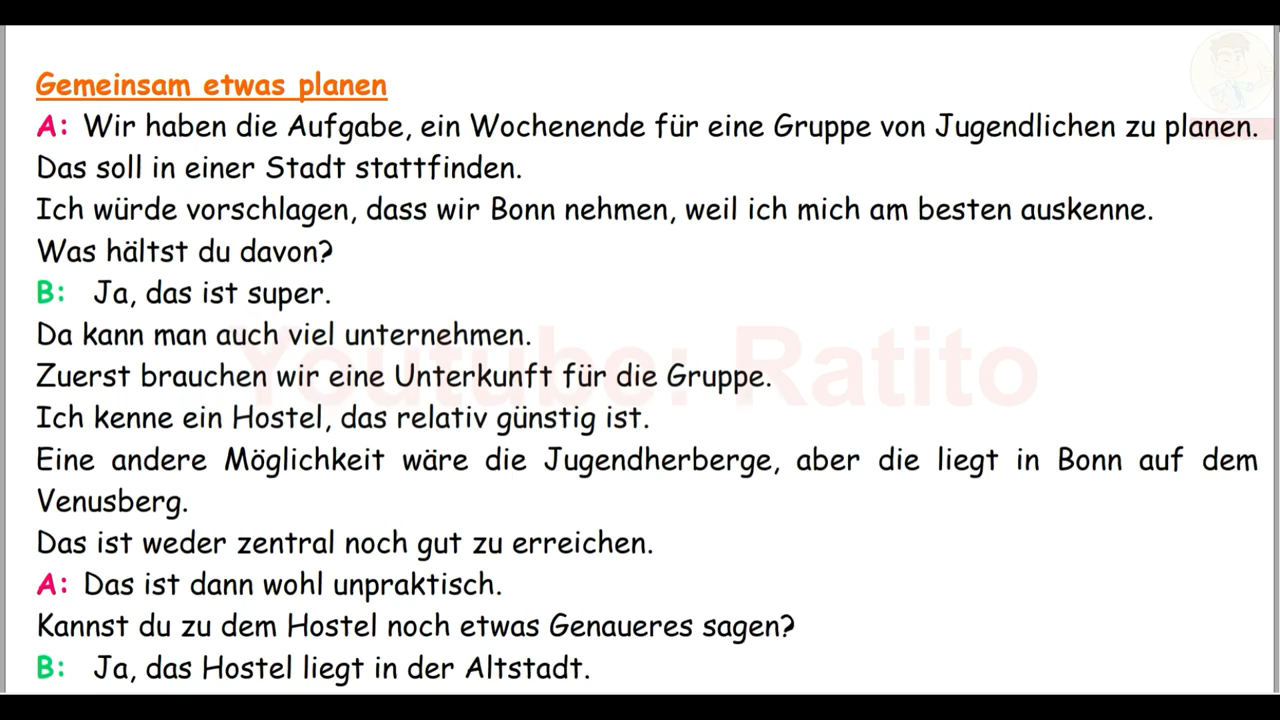 Gemeinsam etwas planen
A: Wir haben die Aufgabe, ein Wochenende für eine Gruppe von Jugendlichen zu planen.
Das soll in einer Stadt stattfinden.
Ich würde vorschlagen, dass wir Bonn nehmen, weil ich mich am besten auskenne.
Was hältst du davon?
B: Ja, das ist super.
Da kann man auch viel unternehmen.
Youtube: Ratito
Zuerst brauchen wir eine Unterkunft für die Gruppe.
Ich kenne ein Hostel, das relativ günstig ist.
Eine andere Möglichkeit wäre die Jugendherberge, aber die liegt in Bonn auf dem
Venusberg.
Das ist weder zentral noch gut zu erreichen.
A: Das ist dann wohl unpraktisch.
Kannst du zu dem Hostel noch etwas Genaueres sagen?
B: Ja, das Hostel liegt in der Altstadt.